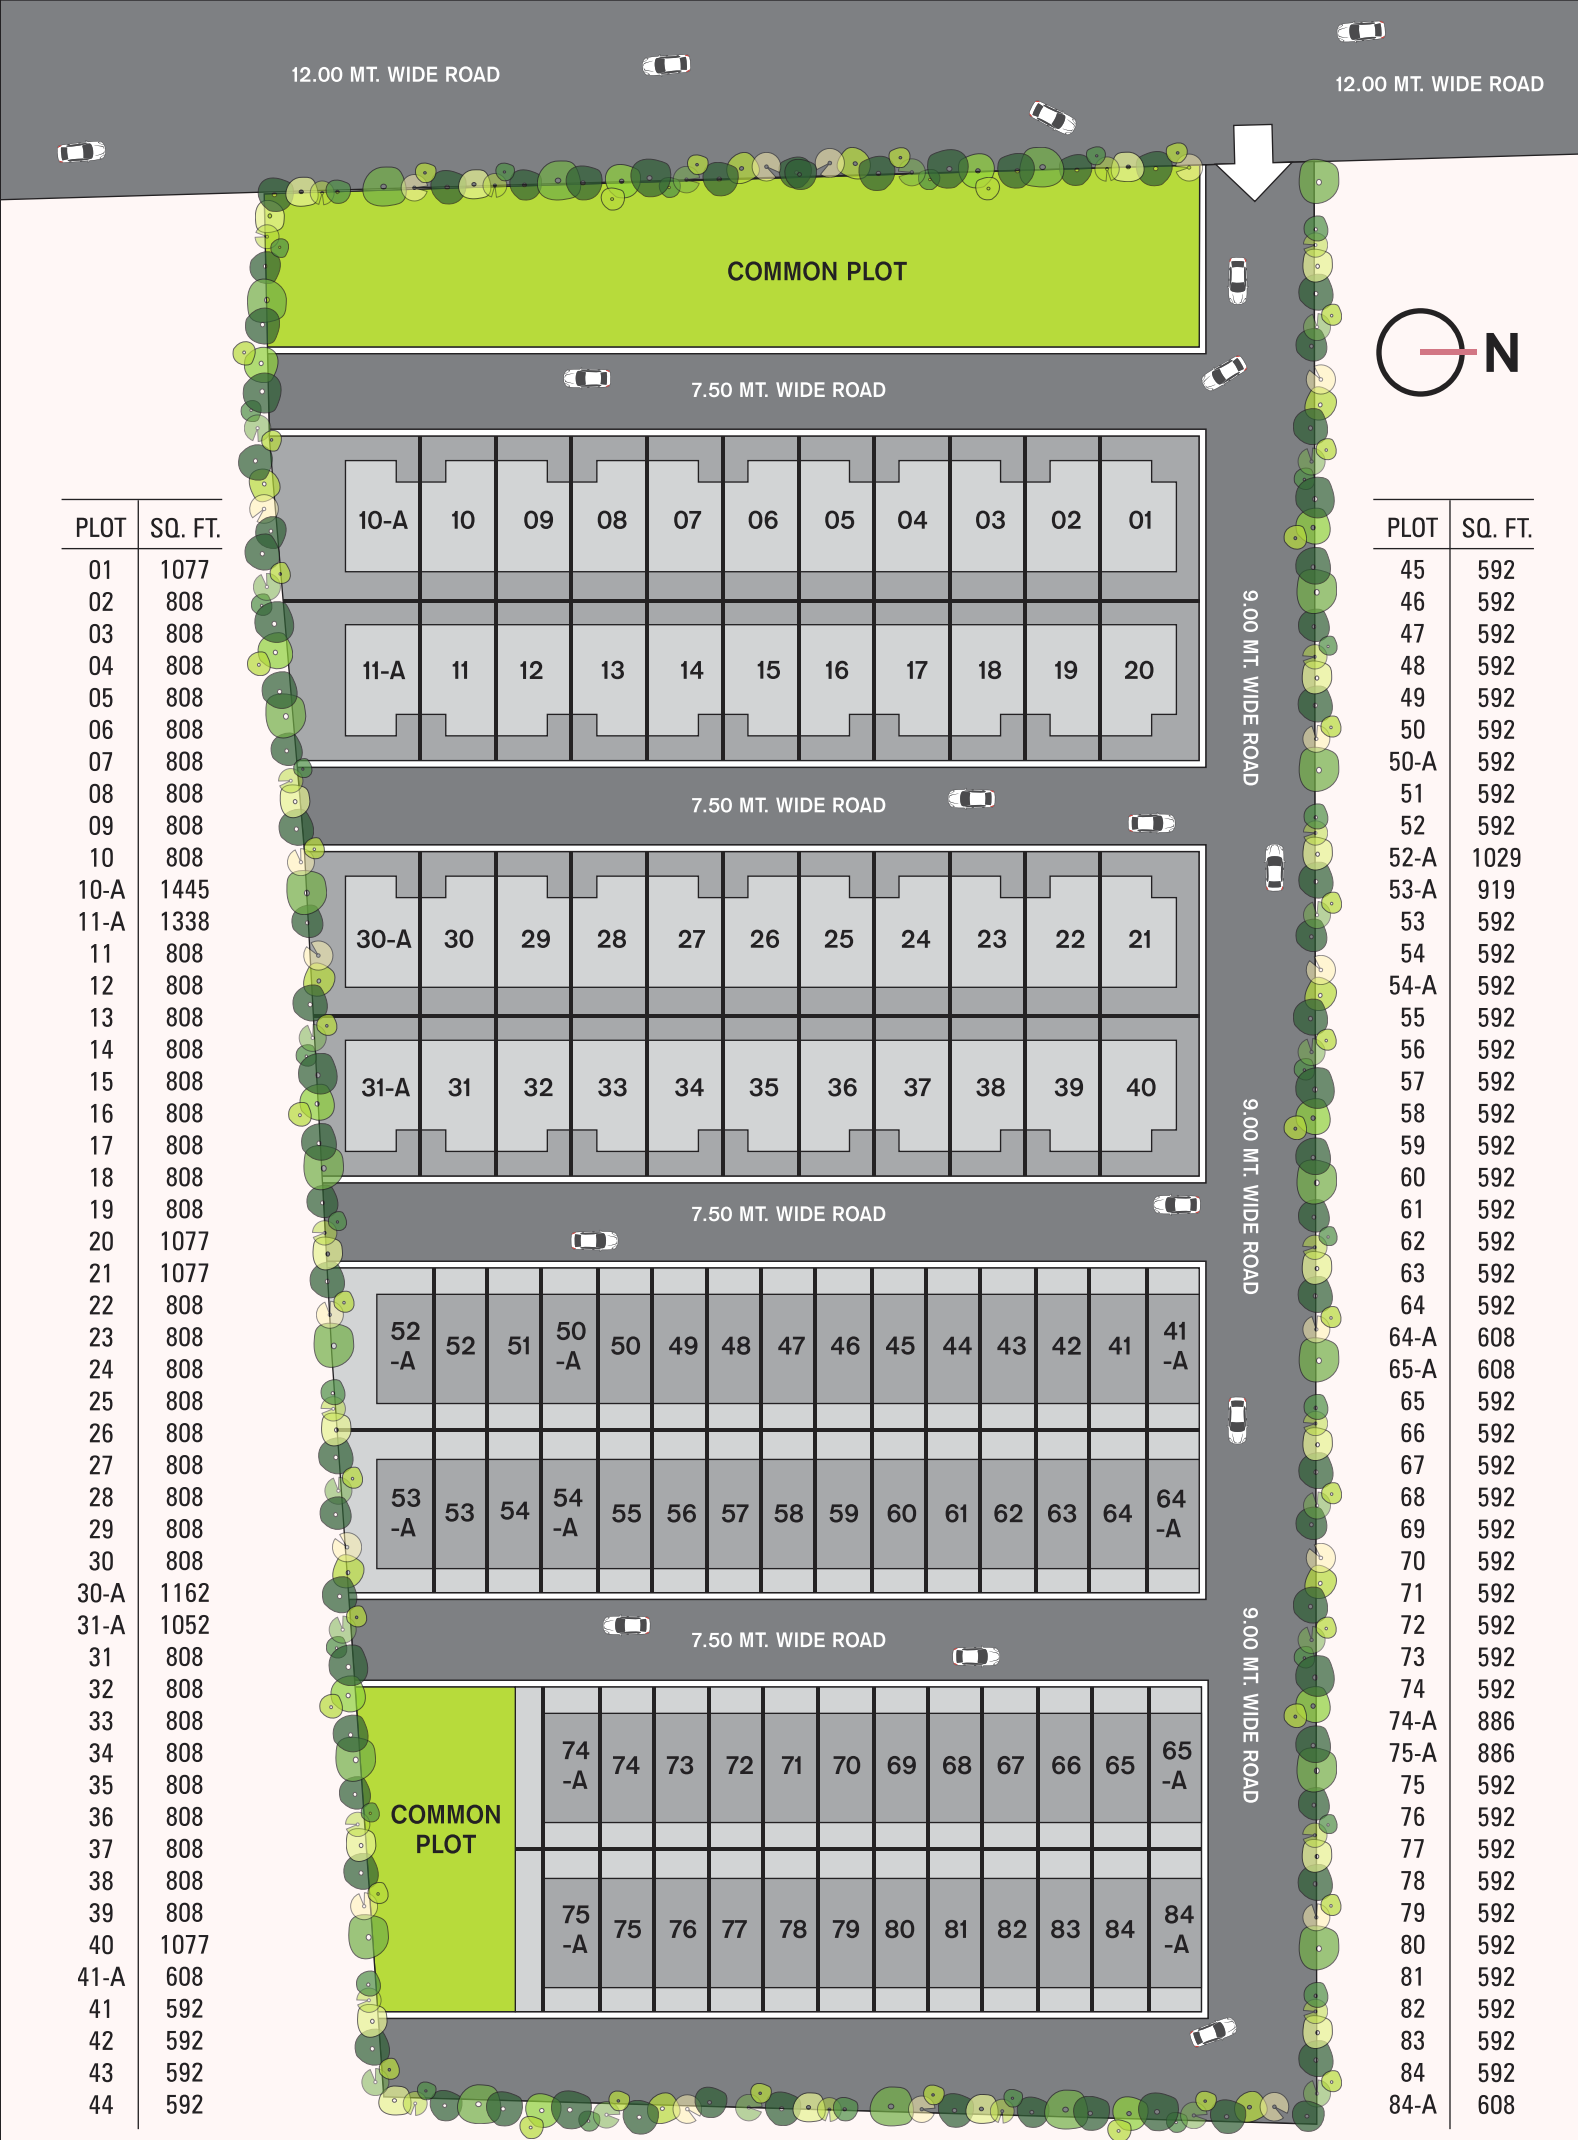 12.00 MT. WIDE ROAD
12.00 MT. WIDE ROAD
COMMON PLOT
N
7.50 MT. WIDE ROAD
10-A 10 09 08 07 06 05 04 03 02 01
11-A 11 12 13 14 15 16 17 18 19 20
9.00 MT. WIDE ROAD
7.50 MT. WIDE ROAD
30-A 30 29 28 27 26 25 24 23 22 21
31-A 31 32 33 34 35 36 37 38 39 40
9.00 MT. WIDE ROAD
7.50 MT. WIDE ROAD
52-A 52 51 50-A 50 49 48 47 46 45 44 43 42 41 41-A
53-A 53 54 54-A 55 56 57 58 59 60 61 62 63 64 64-A
7.50 MT. WIDE ROAD
9.00 MT. WIDE ROAD
COMMON
PLOT
74-A 74 73 72 71 70 69 68 67 66 65 65-A
75-A 75 76 77 78 79 80 81 82 83 84 84-A
PLOT SQ. FT.
01 1077
02 808
03 808
04 808
05 808
06 808
07 808
08 808
09 808
10 808
10-A 1445
11-A 1338
11 808
12 808
13 808
14 808
15 808
16 808
17 808
18 808
19 808
20 1077
21 1077
22 808
23 808
24 808
25 808
26 808
27 808
28 808
29 808
30 808
30-A 1162
31-A 1052
31 808
32 808
33 808
34 808
35 808
36 808
37 808
38 808
39 808
40 1077
41-A 608
41 592
42 592
43 592
44 592
PLOT SQ. FT.
45 592
46 592
47 592
48 592
49 592
50 592
50-A 592
51 592
52 592
52-A 1029
53-A 919
53 592
54 592
54-A 592
55 592
56 592
57 592
58 592
59 592
60 592
61 592
62 592
63 592
64 592
64-A 608
65-A 608
65 592
66 592
67 592
68 592
69 592
70 592
71 592
72 592
73 592
74 592
74-A 886
75-A 886
75 592
76 592
77 592
78 592
79 592
80 592
81 592
82 592
83 592
84 592
84-A 608